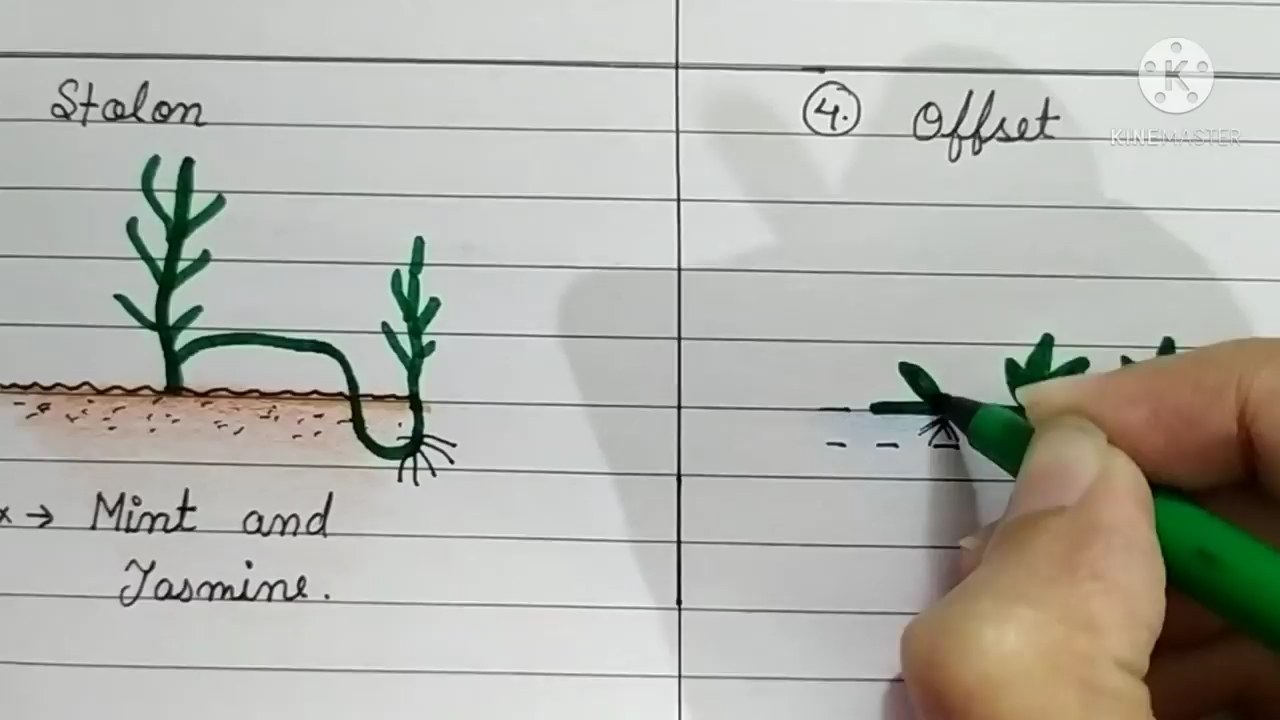 Stolon
4. Offset
KINEMASTER
x → Mint and
Jasmine.